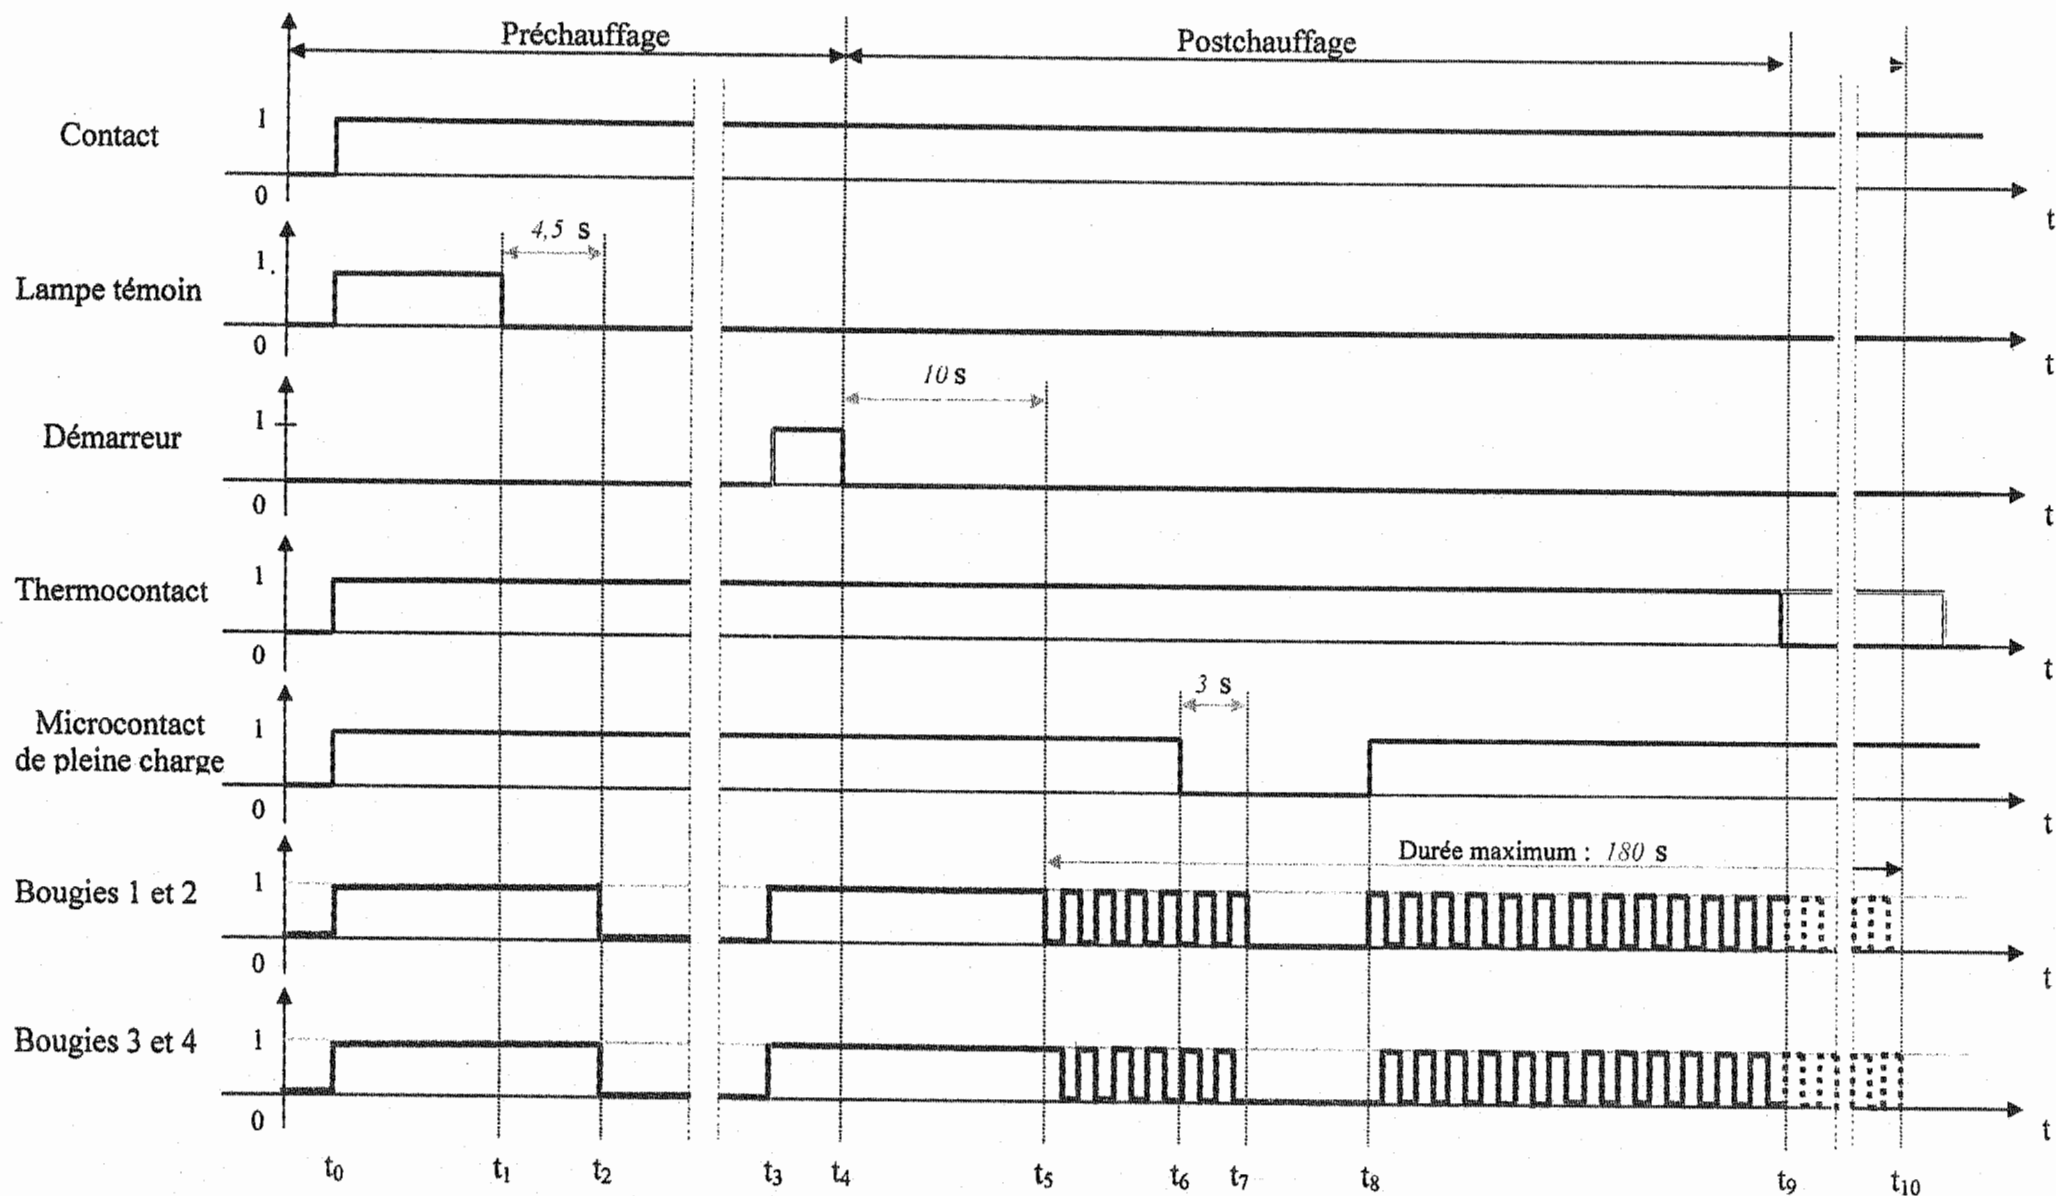 Préchauffage
Postchauffage
Contact
1
0
t
4,5 s
Lampe témoin
1
0
t
10 s
Démarreur
1
0
t
Thermocontact
1
0
t
3 s
Microcontact
de pleine charge
1
0
t
Durée maximum : 180 s
Bougies 1 et 2
1
0
t
Bougies 3 et 4
1
0
t
t0 t1 t2 t3 t4 t5 t6 t7 t8 t9 t10